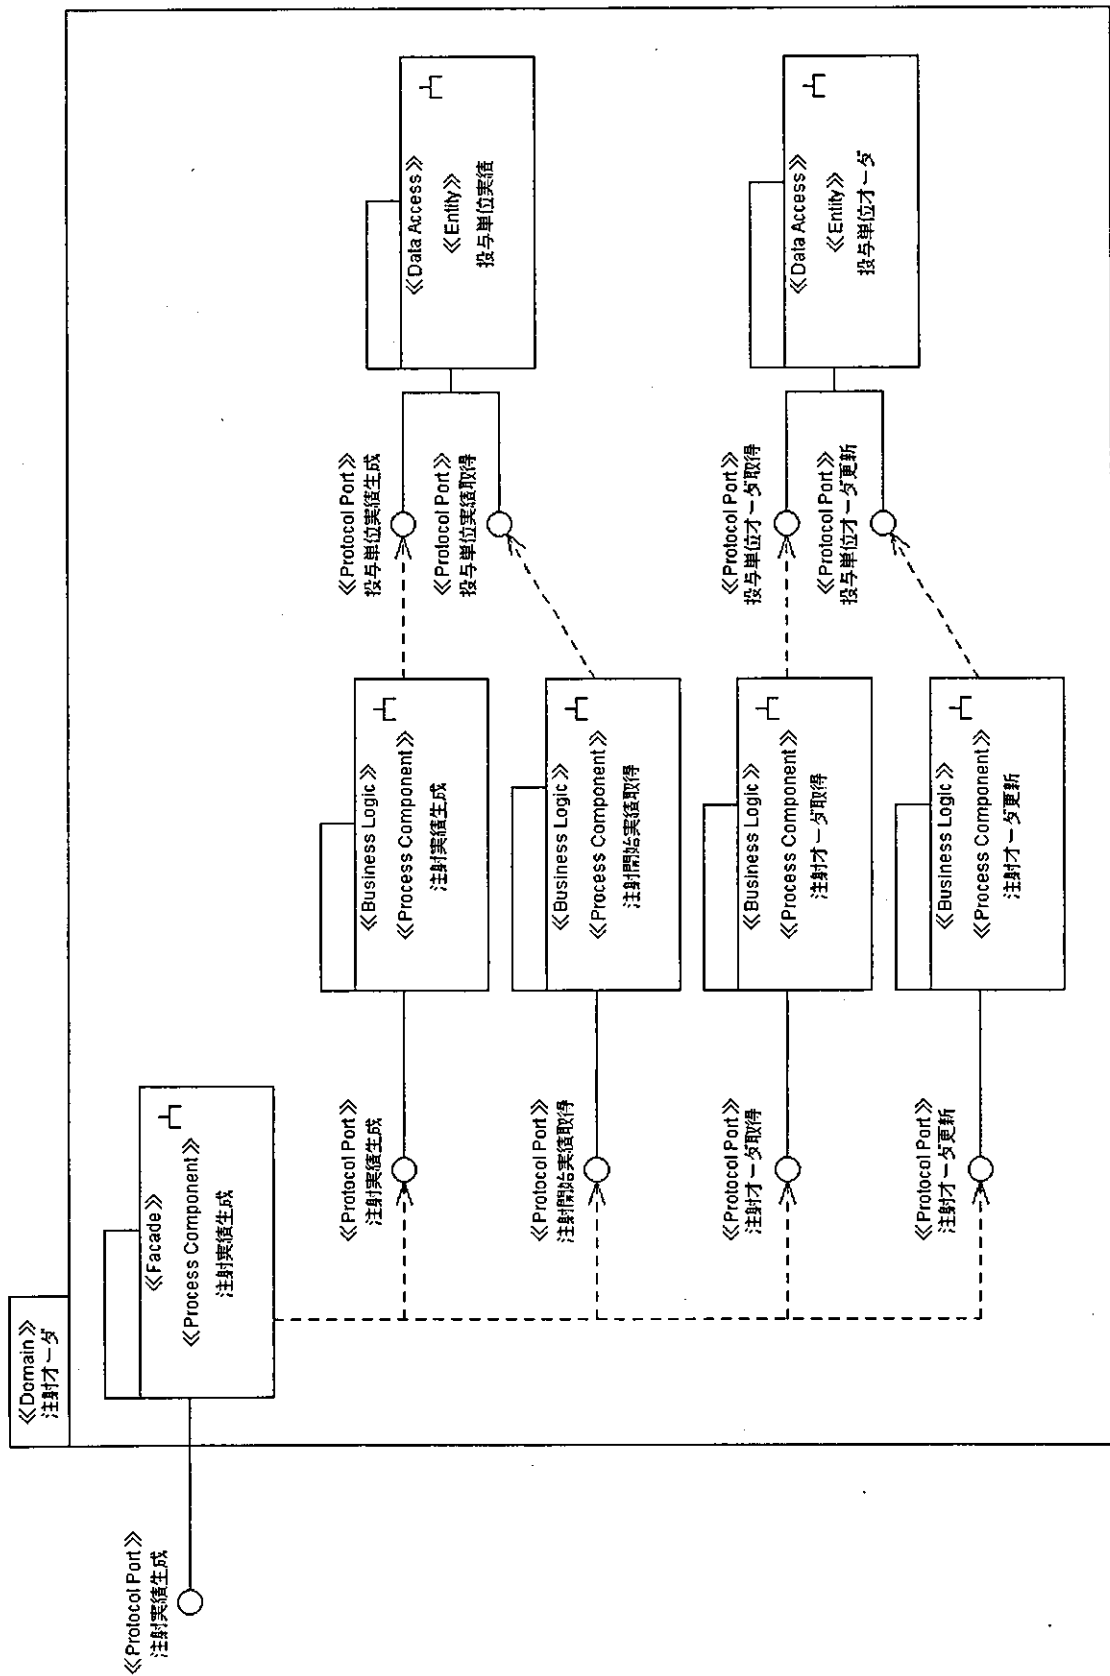 ≪Protocol Port≫
注射実績生成
≪Domain≫
注射オーダ
≪Facade≫
≪Process Component≫
注射実績生成
≪Protocol Port≫
注射実績生成
≪Business Logic≫
≪Process Component≫
注射実績生成
≪Protocol Port≫
投与単位実績生成
≪Protocol Port≫
投与単位実績取得
≪Data Access≫
≪Entity≫
投与単位実績
≪Protocol Port≫
注射開始実績取得
≪Business Logic≫
≪Process Component≫
注射開始実績取得
≪Protocol Port≫
注射オーダ取得
≪Business Logic≫
≪Process Component≫
注射オーダ取得
≪Protocol Port≫
投与単位オーダ取得
≪Protocol Port≫
投与単位オーダ更新
≪Data Access≫
≪Entity≫
投与単位オーダ
≪Protocol Port≫
注射オーダ更新
≪Business Logic≫
≪Process Component≫
注射オーダ更新